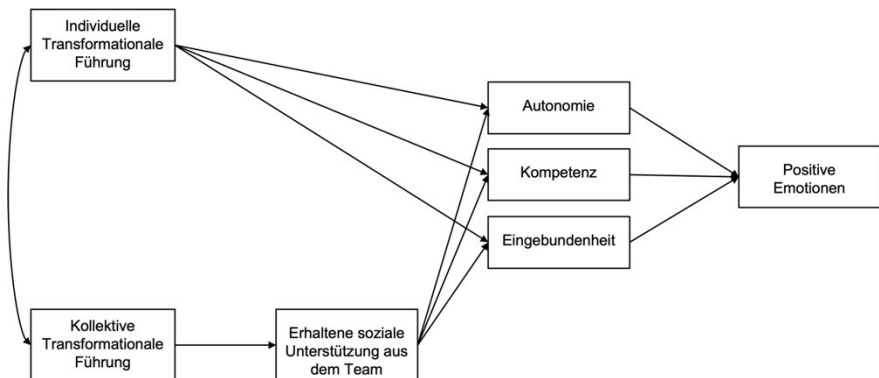 Individuelle
Transformationale
Führung
Autonomie
Kompetenz
Positive
Emotionen
Eingebundenheit
Kollektive
Transformationale
Führung
Erhaltene soziale
Unterstützung aus
dem Team